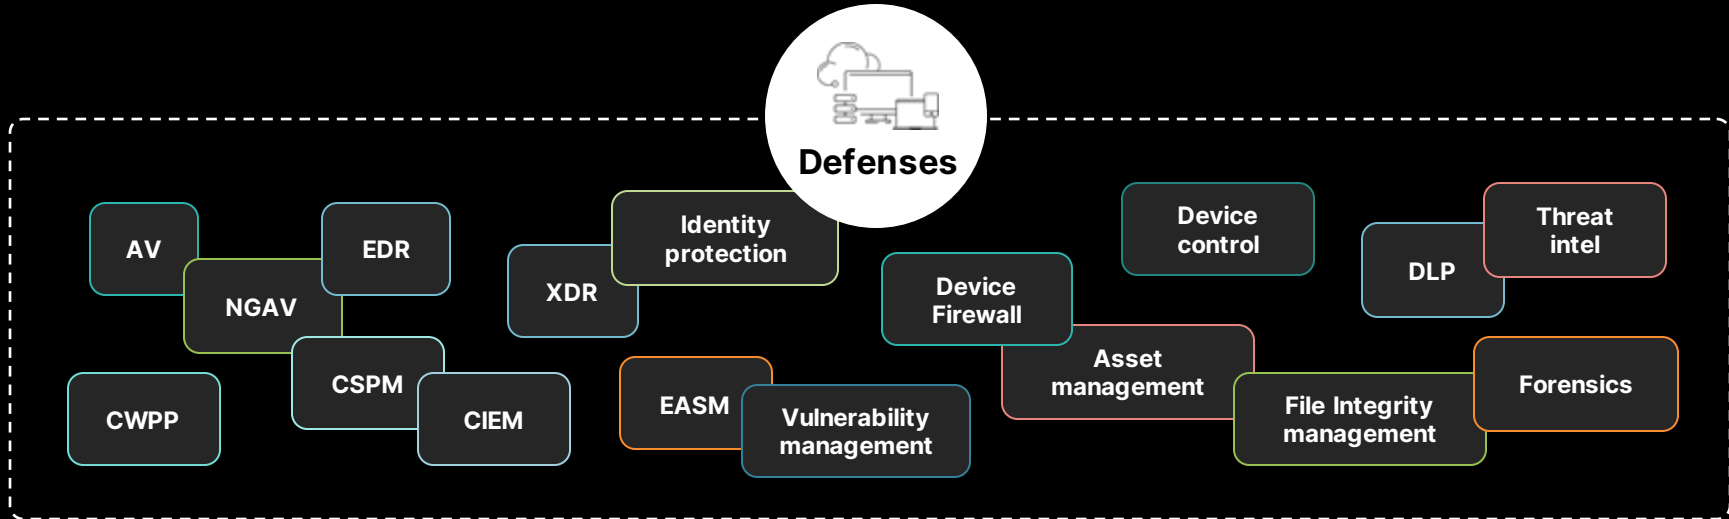 Defenses
AV
NGAV
EDR
CWPP
CSPM
CIEM
XDR
Identity
protection
EASM
Vulnerability
management
Device
Firewall
Asset
management
Device
control
File Integrity
management
DLP
Threat
intel
Forensics